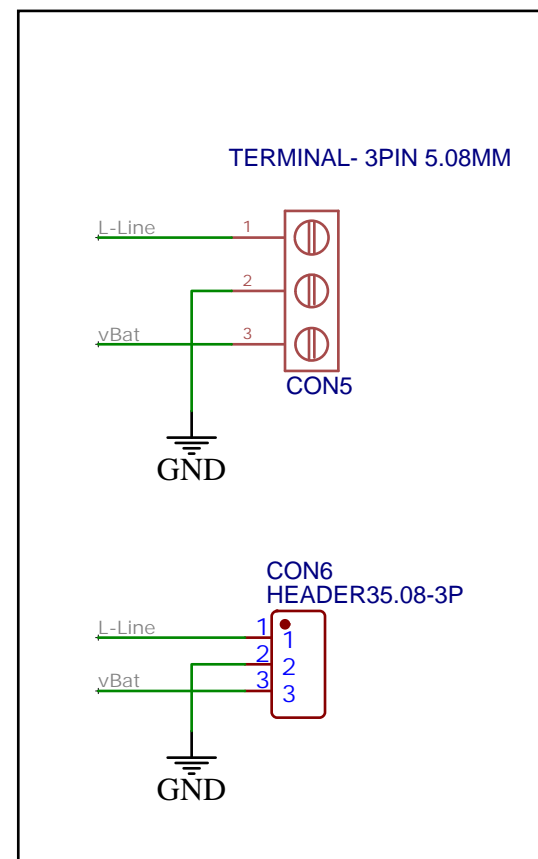 TERMINAL- 3PIN 5.08MM
L-Line 1
2
vBat 3
CON5
GND
CON6
HEADER35.08-3P
L-Line 1 1
2 2
vBat 3 3
GND